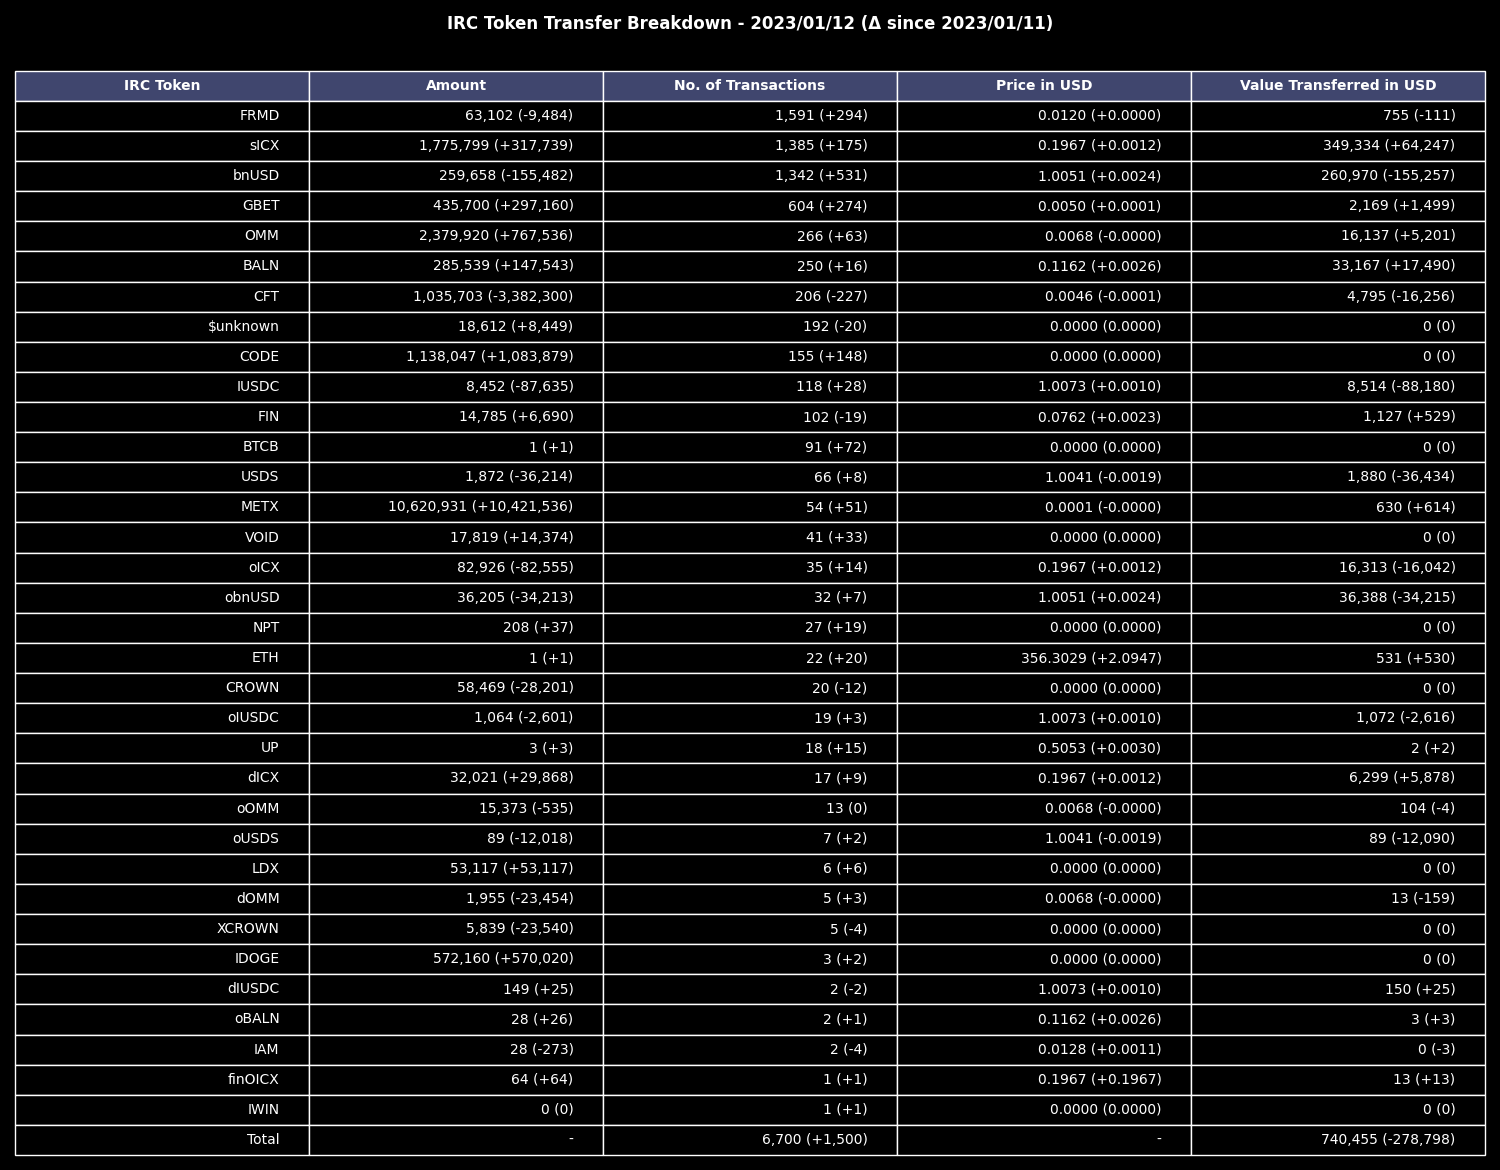 IRC Token Transfer Breakdown - 2023/01/12 (Δ since 2023/01/11)
IRC Token Amount No. of Transactions Price in USD Value Transferred in USD
FRMD 63,102 (-9,484) 1,591 (+294) 0.0120 (+0.0000) 755 (-111)
sICX 1,775,799 (+317,739) 1,385 (+175) 0.1967 (+0.0012) 349,334 (+64,247)
bnUSD 259,658 (-155,482) 1,342 (+531) 1.0051 (+0.0024) 260,970 (-155,257)
GBET 435,700 (+297,160) 604 (+274) 0.0050 (+0.0001) 2,169 (+1,499)
OMM 2,379,920 (+767,536) 266 (+63) 0.0068 (-0.0000) 16,137 (+5,201)
BALN 285,539 (+147,543) 250 (+16) 0.1162 (+0.0026) 33,167 (+17,490)
CFT 1,035,703 (-3,382,300) 206 (-227) 0.0046 (-0.0001) 4,795 (-16,256)
$unknown 18,612 (+8,449) 192 (-20) 0.0000 (0.0000) 0 (0)
CODE 1,138,047 (+1,083,879) 155 (+148) 0.0000 (0.0000) 0 (0)
IUSDC 8,452 (-87,635) 118 (+28) 1.0073 (+0.0010) 8,514 (-88,180)
FIN 14,785 (+6,690) 102 (-19) 0.0762 (+0.0023) 1,127 (+529)
BTCB 1 (+1) 91 (+72) 0.0000 (0.0000) 0 (0)
USDS 1,872 (-36,214) 66 (+8) 1.0041 (-0.0019) 1,880 (-36,434)
METX 10,620,931 (+10,421,536) 54 (+51) 0.0001 (-0.0000) 630 (+614)
VOID 17,819 (+14,374) 41 (+33) 0.0000 (0.0000) 0 (0)
oICX 82,926 (-82,555) 35 (+14) 0.1967 (+0.0012) 16,313 (-16,042)
obnUSD 36,205 (-34,213) 32 (+7) 1.0051 (+0.0024) 36,388 (-34,215)
NPT 208 (+37) 27 (+19) 0.0000 (0.0000) 0 (0)
ETH 1 (+1) 22 (+20) 356.3029 (+2.0947) 531 (+530)
CROWN 58,469 (-28,201) 20 (-12) 0.0000 (0.0000) 0 (0)
oIUSDC 1,064 (-2,601) 19 (+3) 1.0073 (+0.0010) 1,072 (-2,616)
UP 3 (+3) 18 (+15) 0.5053 (+0.0030) 2 (+2)
dICX 32,021 (+29,868) 17 (+9) 0.1967 (+0.0012) 6,299 (+5,878)
oOMM 15,373 (-535) 13 (0) 0.0068 (-0.0000) 104 (-4)
oUSDS 89 (-12,018) 7 (+2) 1.0041 (-0.0019) 89 (-12,090)
LDX 53,117 (+53,117) 6 (+6) 0.0000 (0.0000) 0 (0)
dOMM 1,955 (-23,454) 5 (+3) 0.0068 (-0.0000) 13 (-159)
XCROWN 5,839 (-23,540) 5 (-4) 0.0000 (0.0000) 0 (0)
IDOGE 572,160 (+570,020) 3 (+2) 0.0000 (0.0000) 0 (0)
dIUSDC 149 (+25) 2 (-2) 1.0073 (+0.0010) 150 (+25)
oBALN 28 (+26) 2 (+1) 0.1162 (+0.0026) 3 (+3)
IAM 28 (-273) 2 (-4) 0.0128 (+0.0011) 0 (-3)
finOICX 64 (+64) 1 (+1) 0.1967 (+0.1967) 13 (+13)
IWIN 0 (0) 1 (+1) 0.0000 (0.0000) 0 (0)
Total - 6,700 (+1,500) - 740,455 (-278,798)